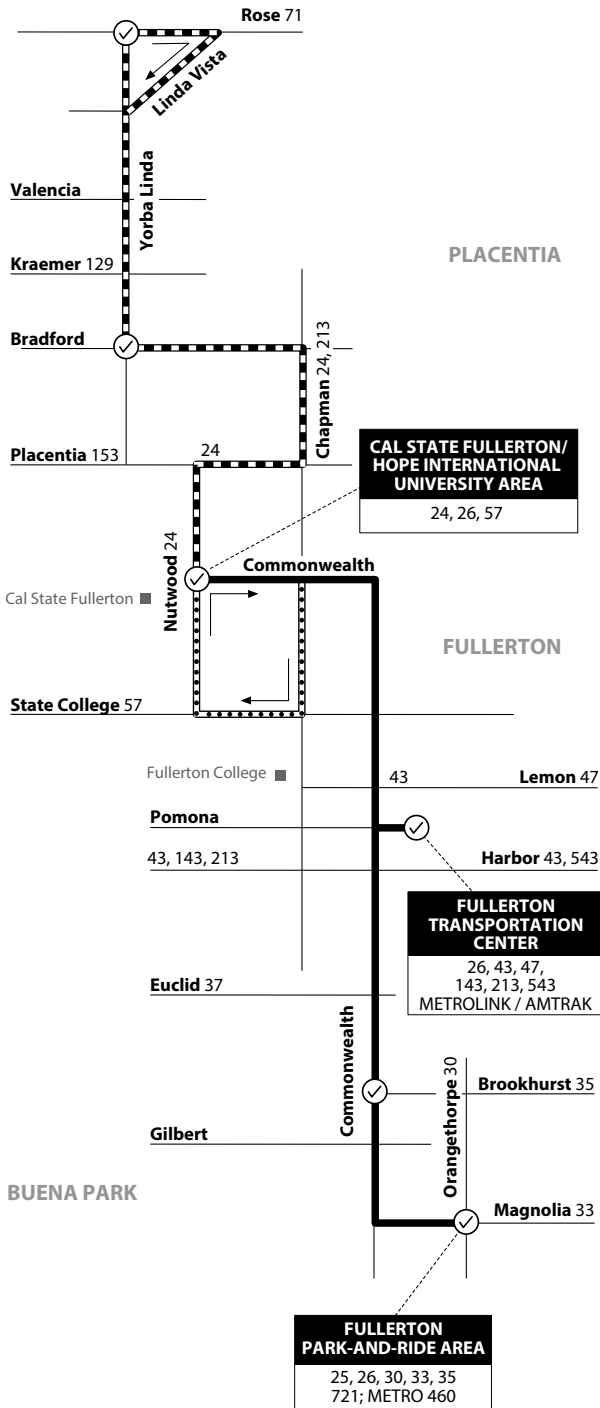 Rose 71
Linda Vista
Yorba Linda
Valencia
PLACENTIA
Kraemer 129
Bradford
Chapman 24, 213
Placentia 153
24
CAL STATE FULLERTON/
HOPE INTERNATIONAL
UNIVERSITY AREA
24, 26, 57
Nutwood 24
Commonwealth
Cal State Fullerton
FULLERTON
State College 57
Fullerton College
43
Lemon 47
Pomona
43, 143, 213
Harbor 43, 543
FULLERTON
TRANSPORTATION
CENTER
26, 43, 47,
143, 213, 543
METROLINK / AMTRAK
Euclid 37
Commonwealth
Orangethorpe 30
Brookhurst 35
Gilbert
BUENA PARK
Magnolia 33
FULLERTON
PARK-AND-RIDE AREA
25, 26, 30, 33, 35
721; METRO 460